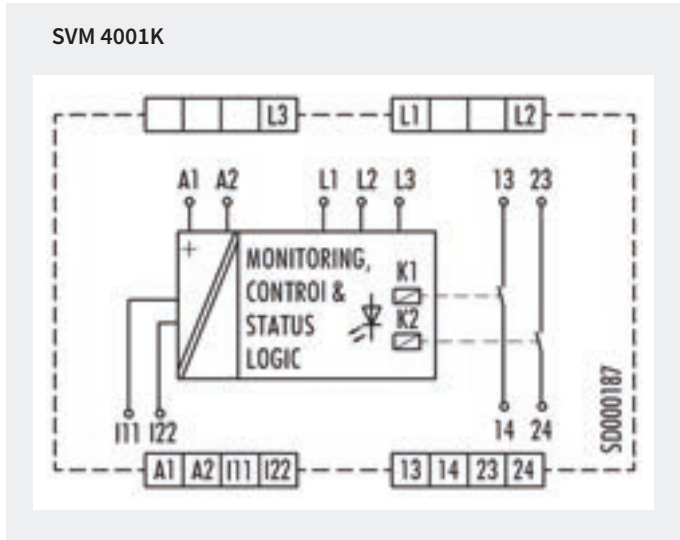 SVM 4001K
L3 L1 L2
A1 A2 L1 L2 L3 13 23
+
MONITORING,
CONTROl &
STATUS
LOGIC
K1
K2
I11 I22 14 24
SD000187
A1 A2 I11 I22 13 14 23 24